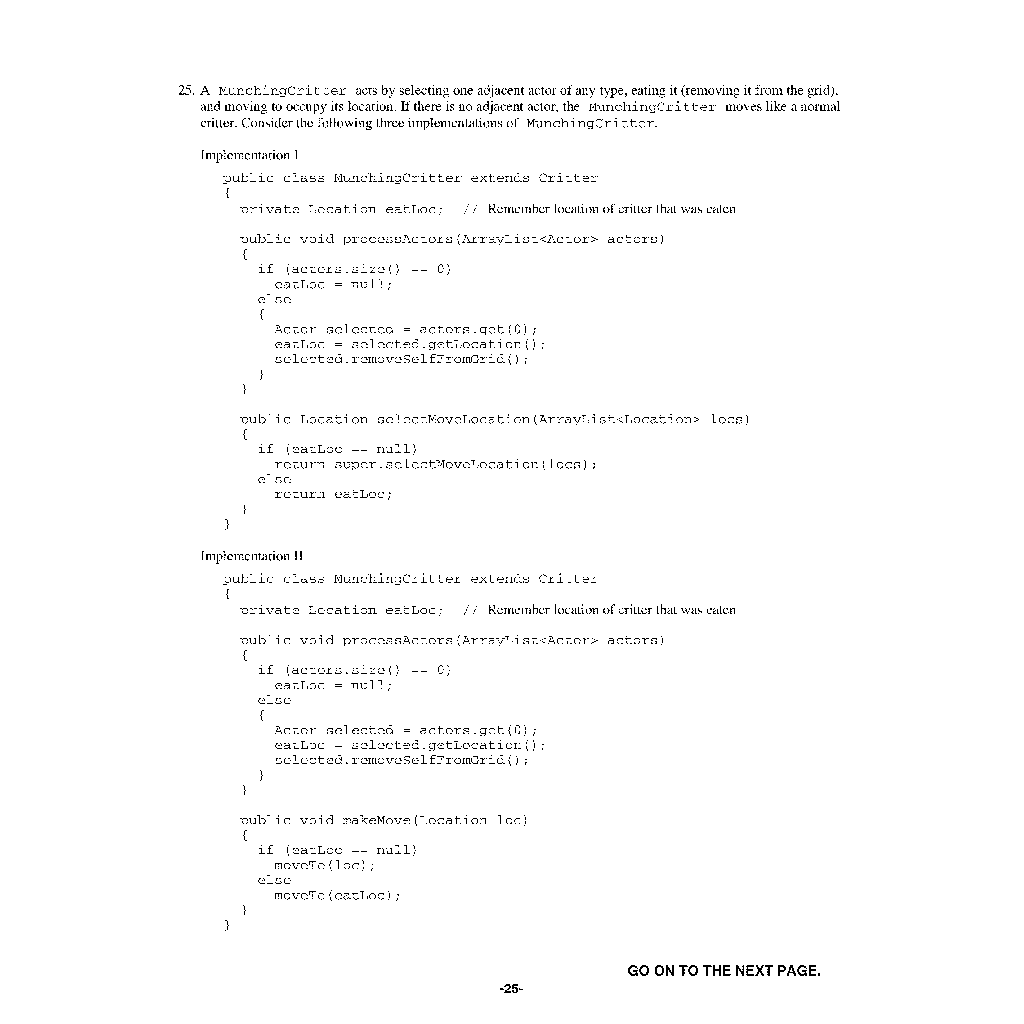 25. A MunchingCritter acts by selecting one adjacent actor of any type, eating it (removing it from the grid),
and moving to occupy its location. If there is no adjacent actor, the MunchingCritter moves like a normal
critter. Consider the following three implementations of MunchingCritter.
Implementation I
public class MunchingCritter extends Critter
{
private Location eatLoc; // Remember location of critter that was eaten
public void processActors(ArrayList<Actor> actors)
{
if (actors.size() == 0)
eatLoc = null;
else
{
Actor selected = actors.get(0);
eatLoc = selected.getLocation();
selected.removeSelfFromGrid();
}
}
public Location selectMoveLocation(ArrayList<Location> locs)
{
if (eatLoc == null)
return super.selectMoveLocation(locs);
else
return eatLoc;
}
}
Implementation II
public class MunchingCritter extends Critter
{
private Location eatLoc; // Remember location of critter that was eaten
public void processActors(ArrayList<Actor> actors)
{
if (actors.size() == 0)
eatLoc = null;
else
{
Actor selected = actors.get(0);
eatLoc = selected.getLocation();
selected.removeSelfFromGrid();
}
}
public void makeMove(Location loc)
{
if (eatLoc == null)
moveTo(loc);
else
moveTo(eatLoc);
}
}
GO ON TO THE NEXT PAGE.
-25-